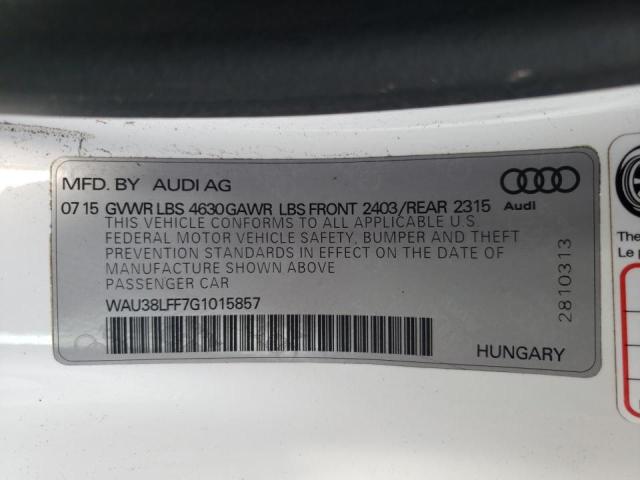 MFD. BY AUDI AG
07 15 GVWR LBS 4630 GAWR LBS FRONT 2403/REAR 2315
Audi
THIS VEHICLE CONFORMS TO ALL APPLICABLE U.S.
FEDERAL MOTOR VEHICLE SAFETY, BUMPER AND THEFT
PREVENTION STANDARDS IN EFFECT ON THE DATE OF
MANUFACTURE SHOWN ABOVE
PASSENGER CAR
WAU38LFF7G1015857
HUNGARY
2810313
The
Le p